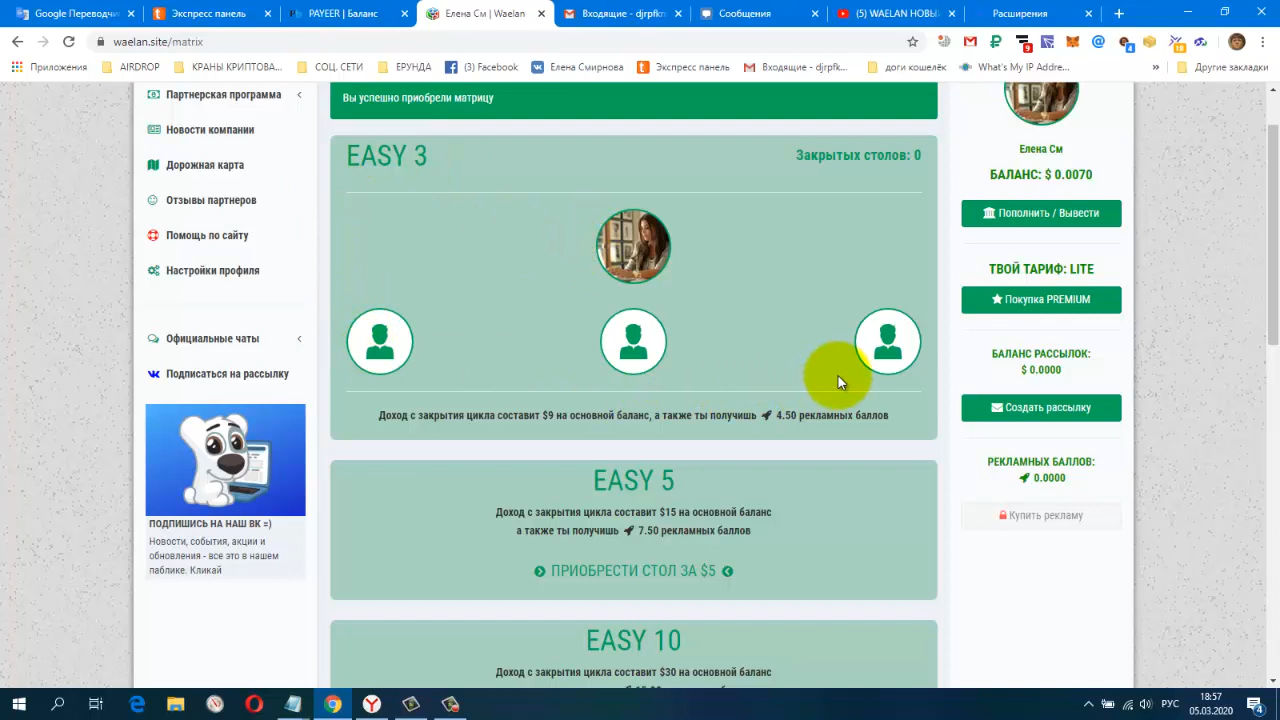 Google Переводчик
Экспресс панель
PAYEER | Баланс
Елена См | Waelan
Входящие - djrpfkn
Сообщения
(5) WAELAN НОВЫ
Расширения
waelan.site/matrix
9
4
19
Приложения
AIRDROP
КРАНЫ КРИПТОВА...
СОЦ. СЕТИ
ЕРУНДА
(3) Facebook
Елена Смирнова
Экспресс панель
Входящие - djrpfk...
доги кошелёк
What's My IP Addre...
»
Другие закладки
Партнерская программа
Новости компании
Дорожная карта
Отзывы партнеров
Помощь по сайту
Настройки профиля
Официальные чаты
Подписаться на рассылку
ПОДПИШИСЬ НА НАШ ВК =)
Новости, события, акции и
обновления - все это в нашем
паблике. Кликай
Вы успешно приобрели матрицу
EASY 3
Закрытых столов: 0
Доход с закрытия цикла составит $9 на основной баланс, а также ты получишь 4.50 рекламных баллов
EASY 5
Доход с закрытия цикла составит $15 на основной баланс
а также ты получишь 7.50 рекламных баллов
ПРИОБРЕСТИ СТОЛ ЗА $5
EASY 10
Доход с закрытия цикла составит $30 на основной баланс
Елена См
БАЛАНС: $ 0.0070
Пополнить / Вывести
ТВОЙ ТАРИФ: LITE
Покупка PREMIUM
БАЛАНС РАССЫЛОК:
$ 0.0000
Создать рассылку
РЕКЛАМНЫХ БАЛЛОВ:
0.0000
Купить рекламу
РУС
18:57
05.03.2020
4